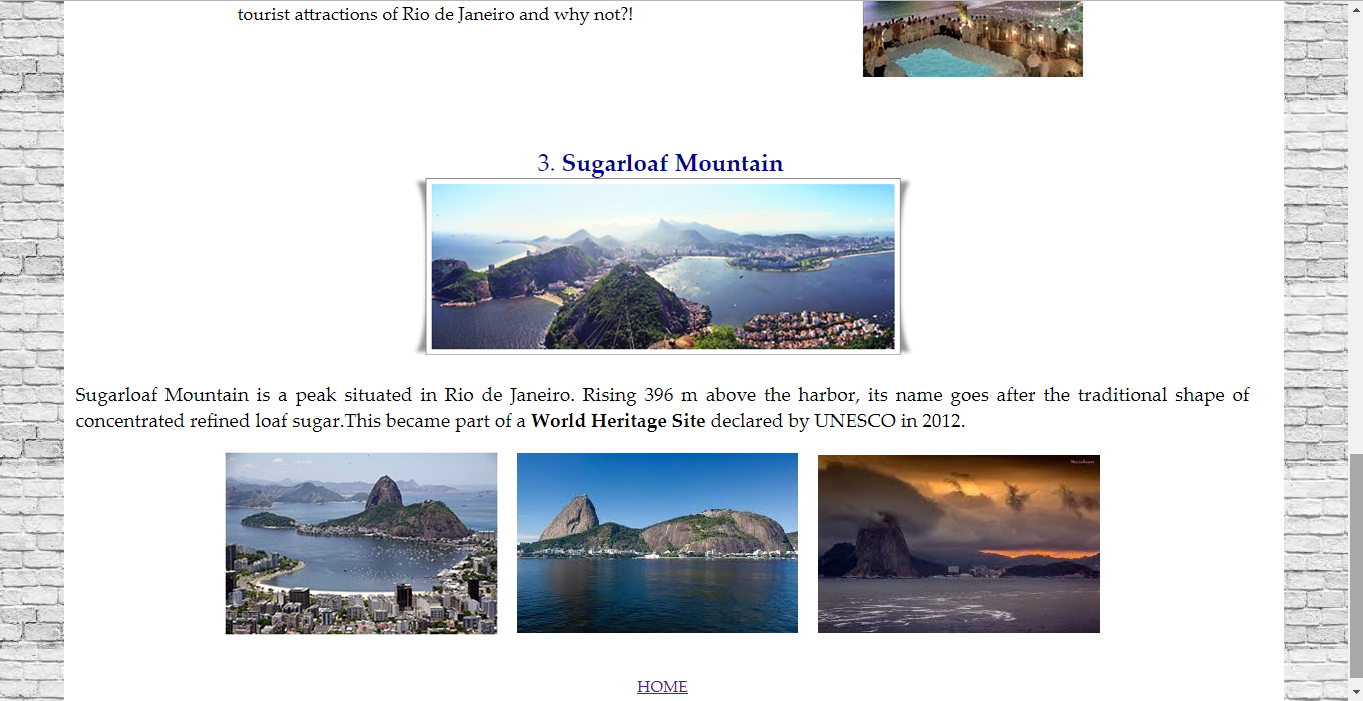 tourist attractions of Rio de Janeiro and why not?!
3. Sugarloaf Mountain
Sugarloaf Mountain is a peak situated in Rio de Janeiro. Rising 396 m above the harbor, its name goes after the traditional shape of
concentrated refined loaf sugar.This became part of a World Heritage Site declared by UNESCO in 2012.
HOME